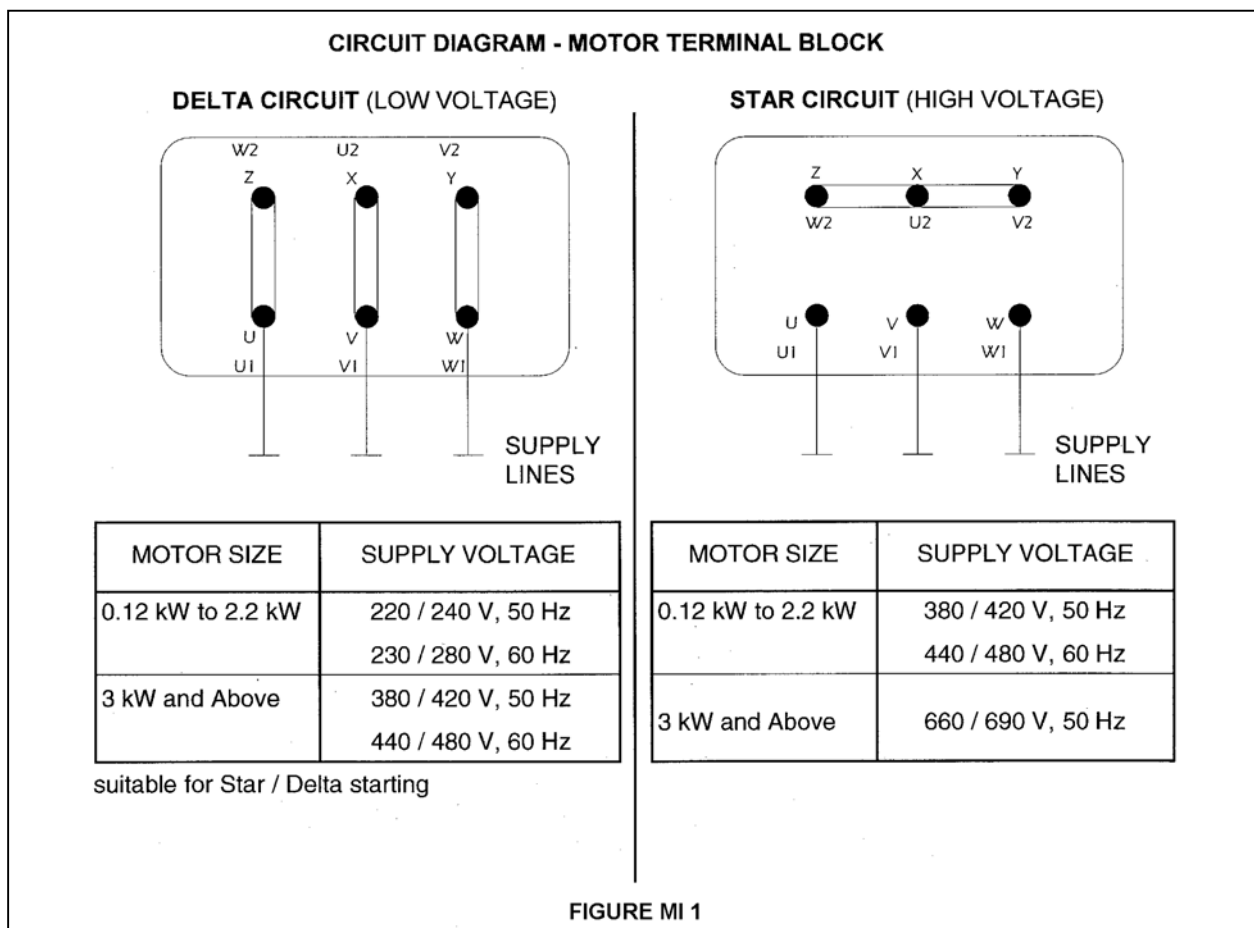 CIRCUIT DIAGRAM - MOTOR TERMINAL BLOCK
DELTA CIRCUIT (LOW VOLTAGE)
W2 U2 V2
Z X Y
U V W
U1 V1 W1
SUPPLY
LINES
MOTOR SIZE SUPPLY VOLTAGE
0.12 kW to 2.2 kW 220 / 240 V, 50 Hz
230 / 280 V, 60 Hz
3 kW and Above 380 / 420 V, 50 Hz
440 / 480 V, 60 Hz
suitable for Star / Delta starting
STAR CIRCUIT (HIGH VOLTAGE)
Z X Y
W2 U2 V2
U V W
U1 V1 W1
SUPPLY
LINES
MOTOR SIZE SUPPLY VOLTAGE
0.12 kW to 2.2 kW 380 / 420 V, 50 Hz
440 / 480 V, 60 Hz
3 kW and Above 660 / 690 V, 50 Hz
FIGURE MI 1